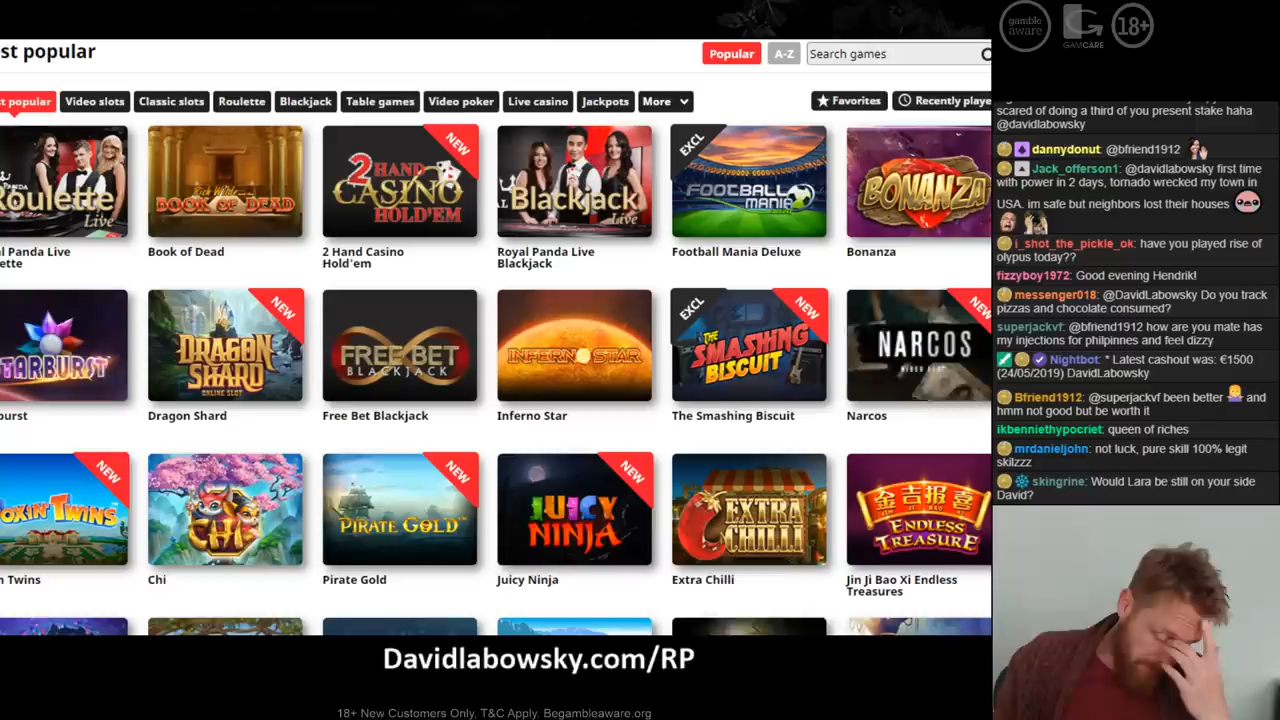 st popular
Popular
A-Z
Search games
t popular
Video slots
Classic slots
Roulette
Blackjack
Table games
Video poker
Live casino
Jackpots
More
Favorites
Recently playe
Roulette
Live
Rich Wilde
BOOK OF DEAD
2 HAND
CASINO
HOLD'EM
NEW
Blackjack
Live
EXCL
FOOTBALL
MANIA
DELUXE
BONANZA
l Panda Live
ette
Book of Dead
2 Hand Casino
Hold'em
Royal Panda Live
Blackjack
Football Mania Deluxe
Bonanza
STARBURST
DRAGON
SHARD
ONLINE SLOT
NEW
FREE BET
BLACKJACK
INFERNO STAR
EXCL
THE
SMASHING
BISCUIT
NEW
NARCOS
VIDEO SLOT
NEW
burst
Dragon Shard
Free Bet Blackjack
Inferno Star
The Smashing Biscuit
Narcos
OXIN' TWINS
NEW
CHI
PIRATE GOLD
NEW
JUICY
NINJA
NEW
EXTRA
CHILLI
金吉报喜
ENDLESS
TREASURE
n Twins
Chi
Pirate Gold
Juicy Ninja
Extra Chilli
Jin Ji Bao Xi Endless
Treasures
Davidlabowsky.com/RP
18+ New Customers Only, T&C Apply. Begambleaware.org
gamble
aware
GAMCARE
18+
scared of doing a third of you present stake haha
@davidlabowsky
dannydonut: @bfriend1912
Jack_offerson1: @davidlabowsky first time
with power in 2 days, tornado wrecked my town in
USA. im safe but neighbors lost their houses
i_shot_the_pickle_ok: have you played rise of
olypus today??
fizzyboy1972: Good evening Hendrik!
messenger018: @DavidLabowsky Do you track
pizzas and chocolate consumed?
superjackvf: @bfriend1912 how are you mate has
my injections for philpinnes and feel dizzy
Nightbot: * Latest cashout was: €1500
(24/05/2019) DavidLabowsky
Bfriend1912: @superjackvf been better and
hmm not good but be worth it
ikbenniethypocriet: queen of riches
mrdanieljohn: not luck, pure skill 100% legit
skilzzz
skingrine: Would Lara be still on your side
David?